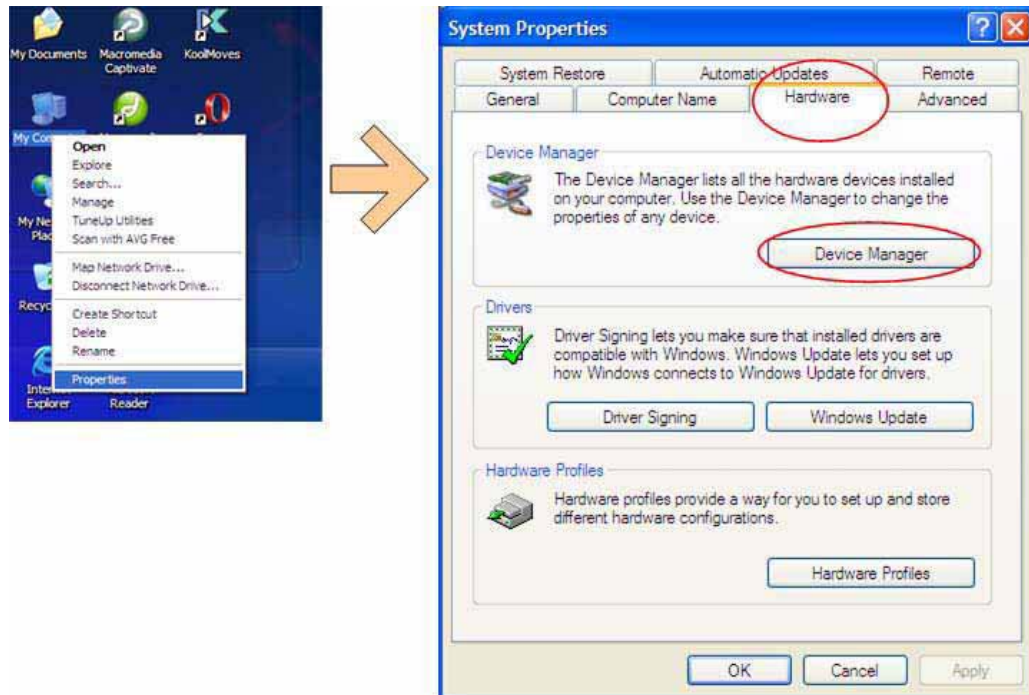 My Documents
Macromedia
Captivate
KoolMoves
My Com
Open
Explore
Search...
Manage
TuneUp Utilities
Scan with AVG Free
Map Network Drive...
Disconnect Network Drive...
Create Shortcut
Delete
Rename
Properties
My Ne
Plac
Recyc
Inter
Explorer
Reader
System Properties
System Restore
Automatic Updates
Remote
General
Computer Name
Hardware
Advanced
Device Manager
The Device Manager lists all the hardware devices installed
on your computer. Use the Device Manager to change the
properties of any device.
Device Manager
Drivers
Driver Signing lets you make sure that installed drivers are
compatible with Windows. Windows Update lets you set up
how Windows connects to Windows Update for drivers.
Driver Signing
Windows Update
Hardware Profiles
Hardware profiles provide a way for you to set up and store
different hardware configurations.
Hardware Profiles
OK
Cancel
Apply